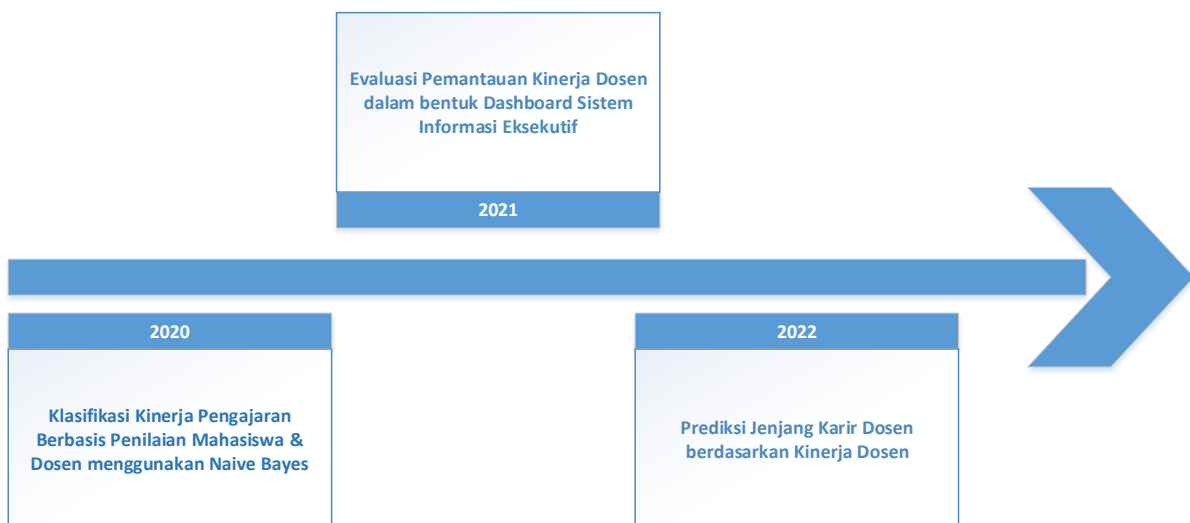 Evaluasi Pemantauan Kinerja Dosen
dalam bentuk Dashboard Sistem
Informasi Eksekutif
2021
2020
Klasifikasi Kinerja Pengajaran
Berbasis Penilaian Mahasiswa &
Dosen menggunakan Naive Bayes
2022
Prediksi Jenjang Karir Dosen
berdasarkan Kinerja Dosen